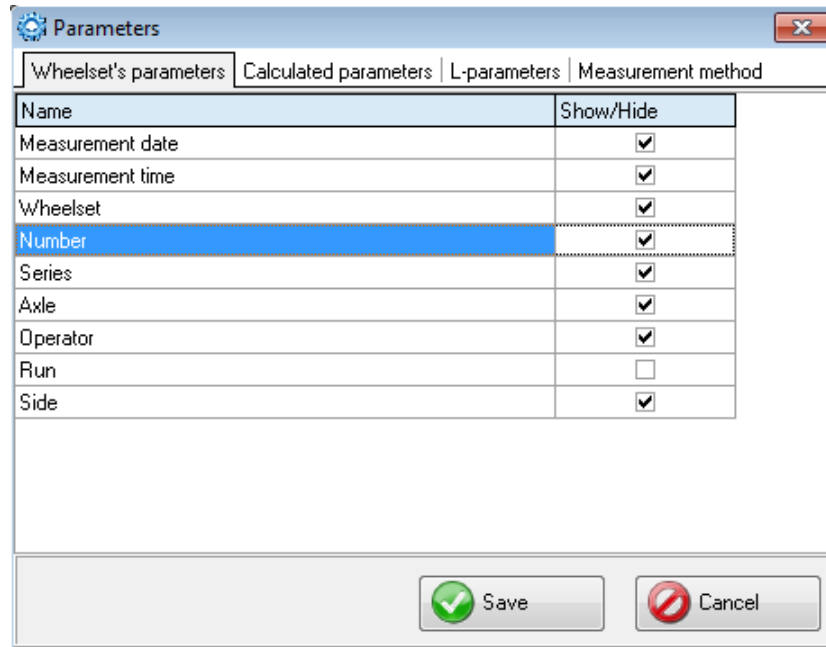 Parameters
Wheelset's parameters Calculated parameters L-parameters Measurement method
Name Show/Hide
Measurement date
Measurement time
Wheelset
Number
Series
Axle
Operator
Run
Side
Save Cancel